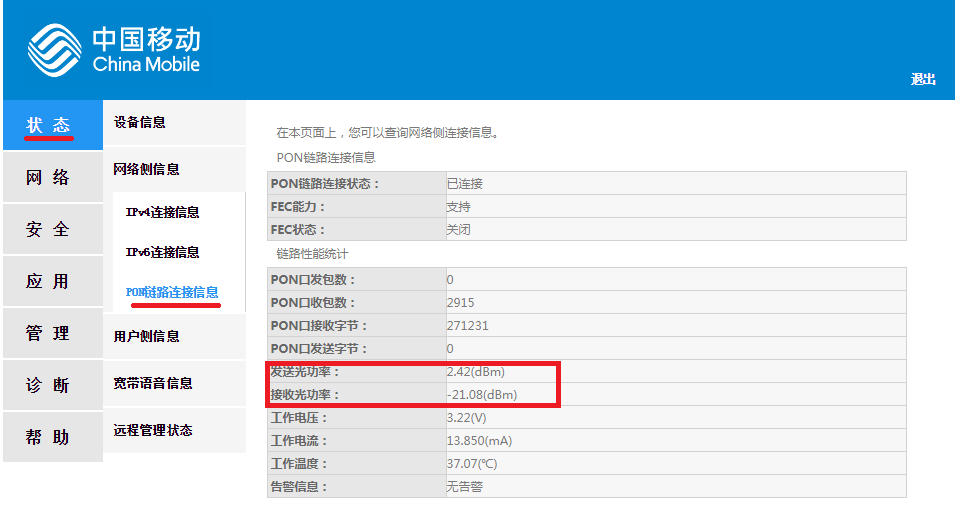 中国移动
China Mobile
退出
状 态
网 络
安 全
应 用
管 理
诊 断
帮 助
设备信息
网络侧信息
IPv4连接信息
IPv6连接信息
PON链路连接信息
用户侧信息
宽带语音信息
远程管理状态
在本页面上，您可以查询网络侧连接信息。
PON链路连接信息
PON链路连接状态： 已连接
FEC能力： 支持
FEC状态： 关闭
链路性能统计
PON口发包数： 0
PON口收包数： 2915
PON口接收字节： 271231
PON口发送字节： 0
发送光功率： 2.42(dBm)
接收光功率： -21.08(dBm)
工作电压： 3.22(V)
工作电流： 13.850(mA)
工作温度： 37.07(℃)
告警信息： 无告警